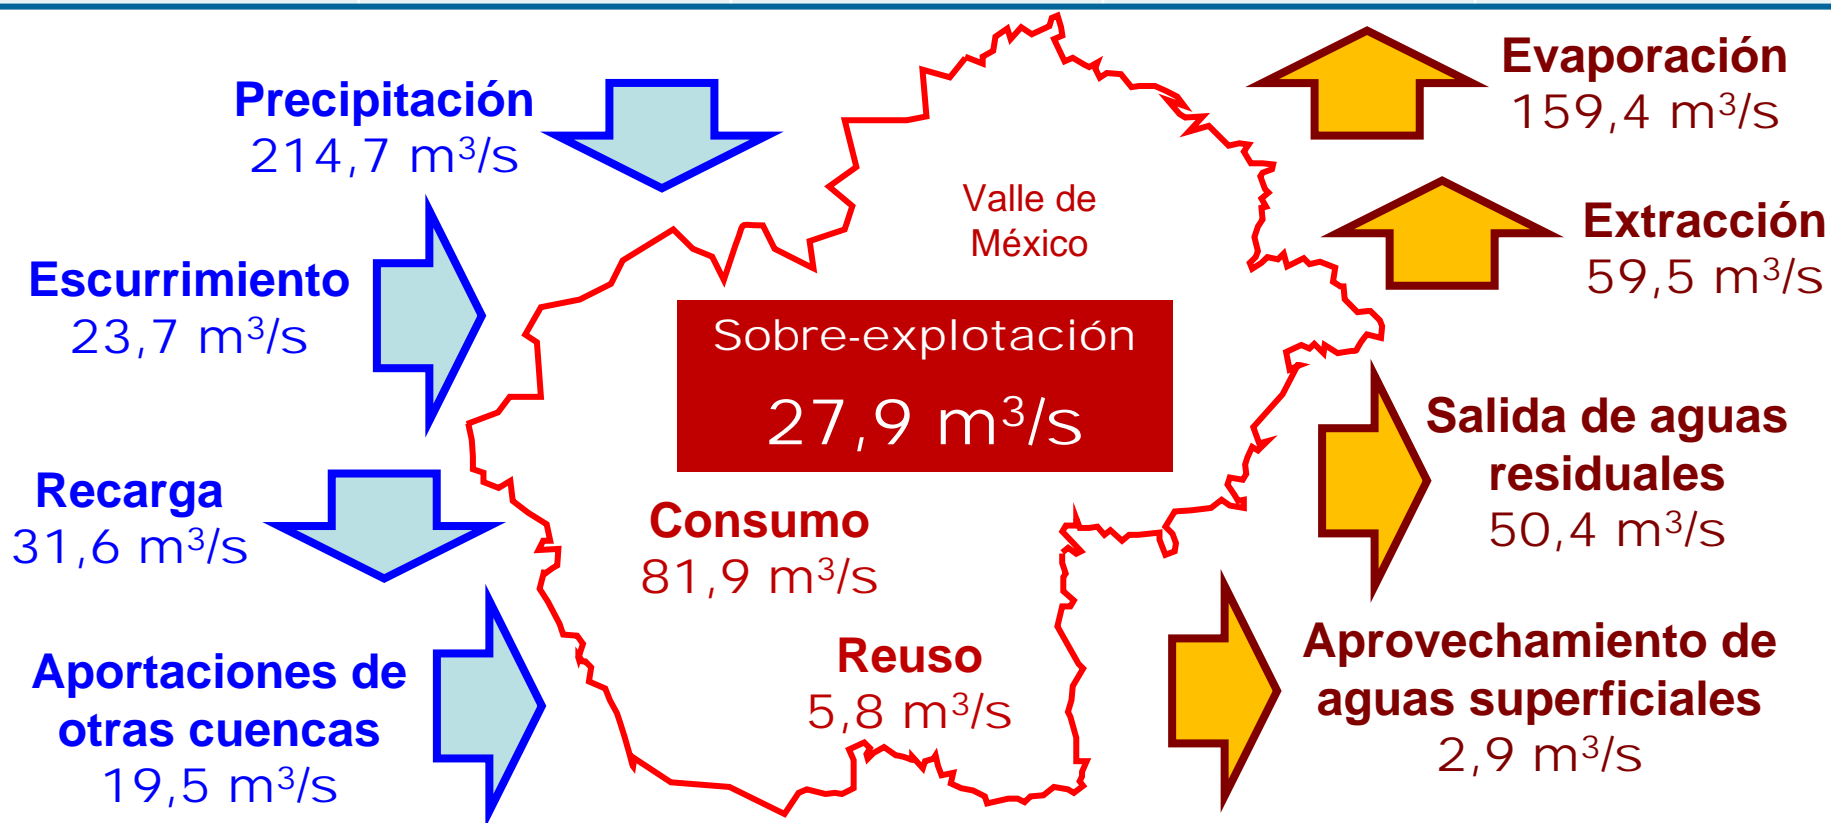 Precipitación
214,7 m³/s
Escurrimiento
23,7 m³/s
Recarga
31,6 m³/s
Aportaciones de
otras cuencas
19,5 m³/s
Valle de
México
Sobre-explotación
27,9 m³/s
Consumo
81,9 m³/s
Reuso
5,8 m³/s
Evaporación
159,4 m³/s
Extracción
59,5 m³/s
Salida de aguas
residuales
50,4 m³/s
Aprovechamiento de
aguas superficiales
2,9 m³/s